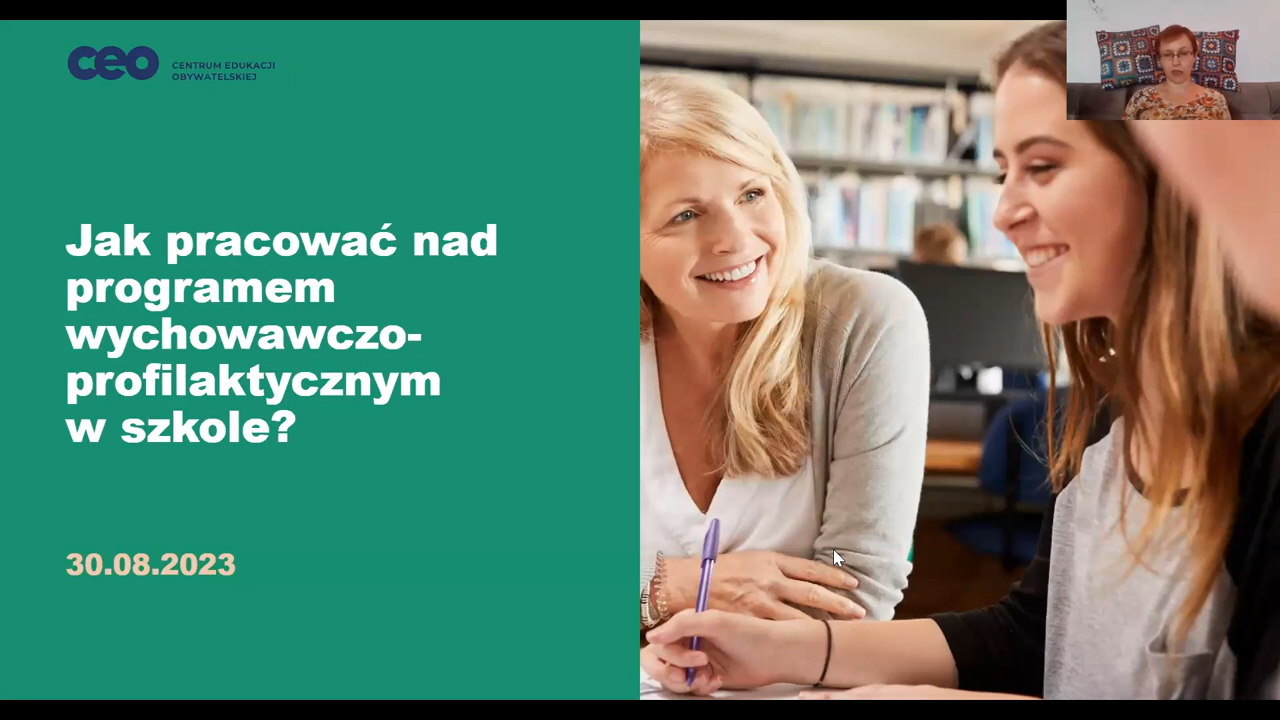 ceo
CENTRUM EDUKACJI
OBYWATELSKIEJ
Jak pracować nad
programem
wychowawczo-
profilaktycznym
w szkole?
30.08.2023